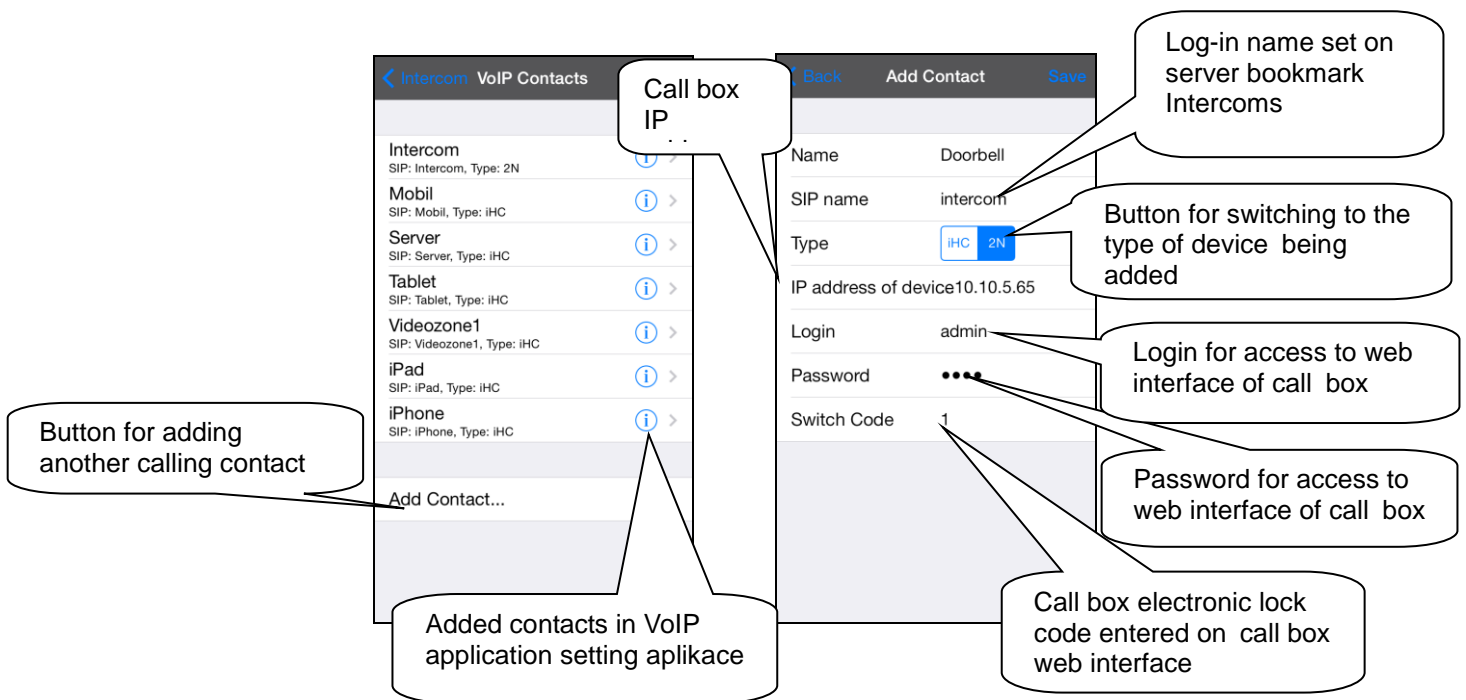 Intercom VoIP Contacts
Intercom
SIP: Intercom, Type: 2N
Mobil
SIP: Mobil, Type: iHC
Server
SIP: Server, Type: iHC
Tablet
SIP: Tablet, Type: iHC
Videozone1
SIP: Videozone1, Type: iHC
iPad
SIP: iPad, Type: iHC
iPhone
SIP: iPhone, Type: iHC
Add Contact...
Button for adding
another calling contact
Added contacts in VoIP
application setting aplikace
Call box
IP
Back Add Contact Save
Name Doorbell
SIP name intercom
Type iHC 2N
IP address of device10.10.5.65
Login admin
Password ●●●●
Switch Code 1
Log-in name set on
server bookmark
Intercoms
Button for switching to the
type of device being
added
Login for access to web
interface of call box
Password for access to
web interface of call box
Call box electronic lock
code entered on call box
web interface